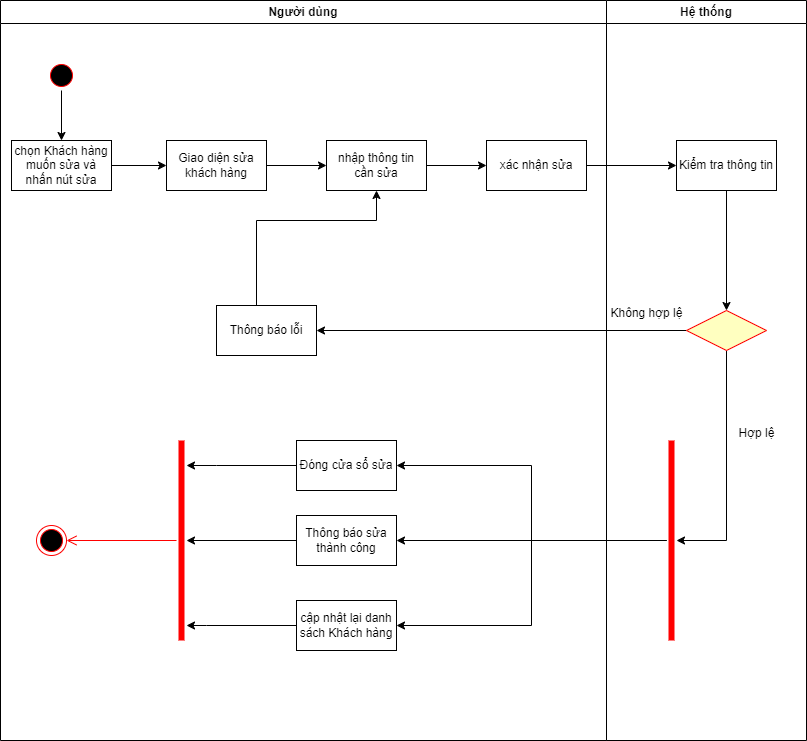 Người dùng
Hệ thống
chọn Khách hàng
muốn sửa và
nhấn nút sửa
Giao diện sửa
khách hàng
nhập thông tin
cần sửa
xác nhận sửa
Kiểm tra thông tin
Không hợp lệ
Thông báo lỗi
Hợp lệ
Đóng cửa sổ sửa
Thông báo sửa
thành công
cập nhật lại danh
sách Khách hàng